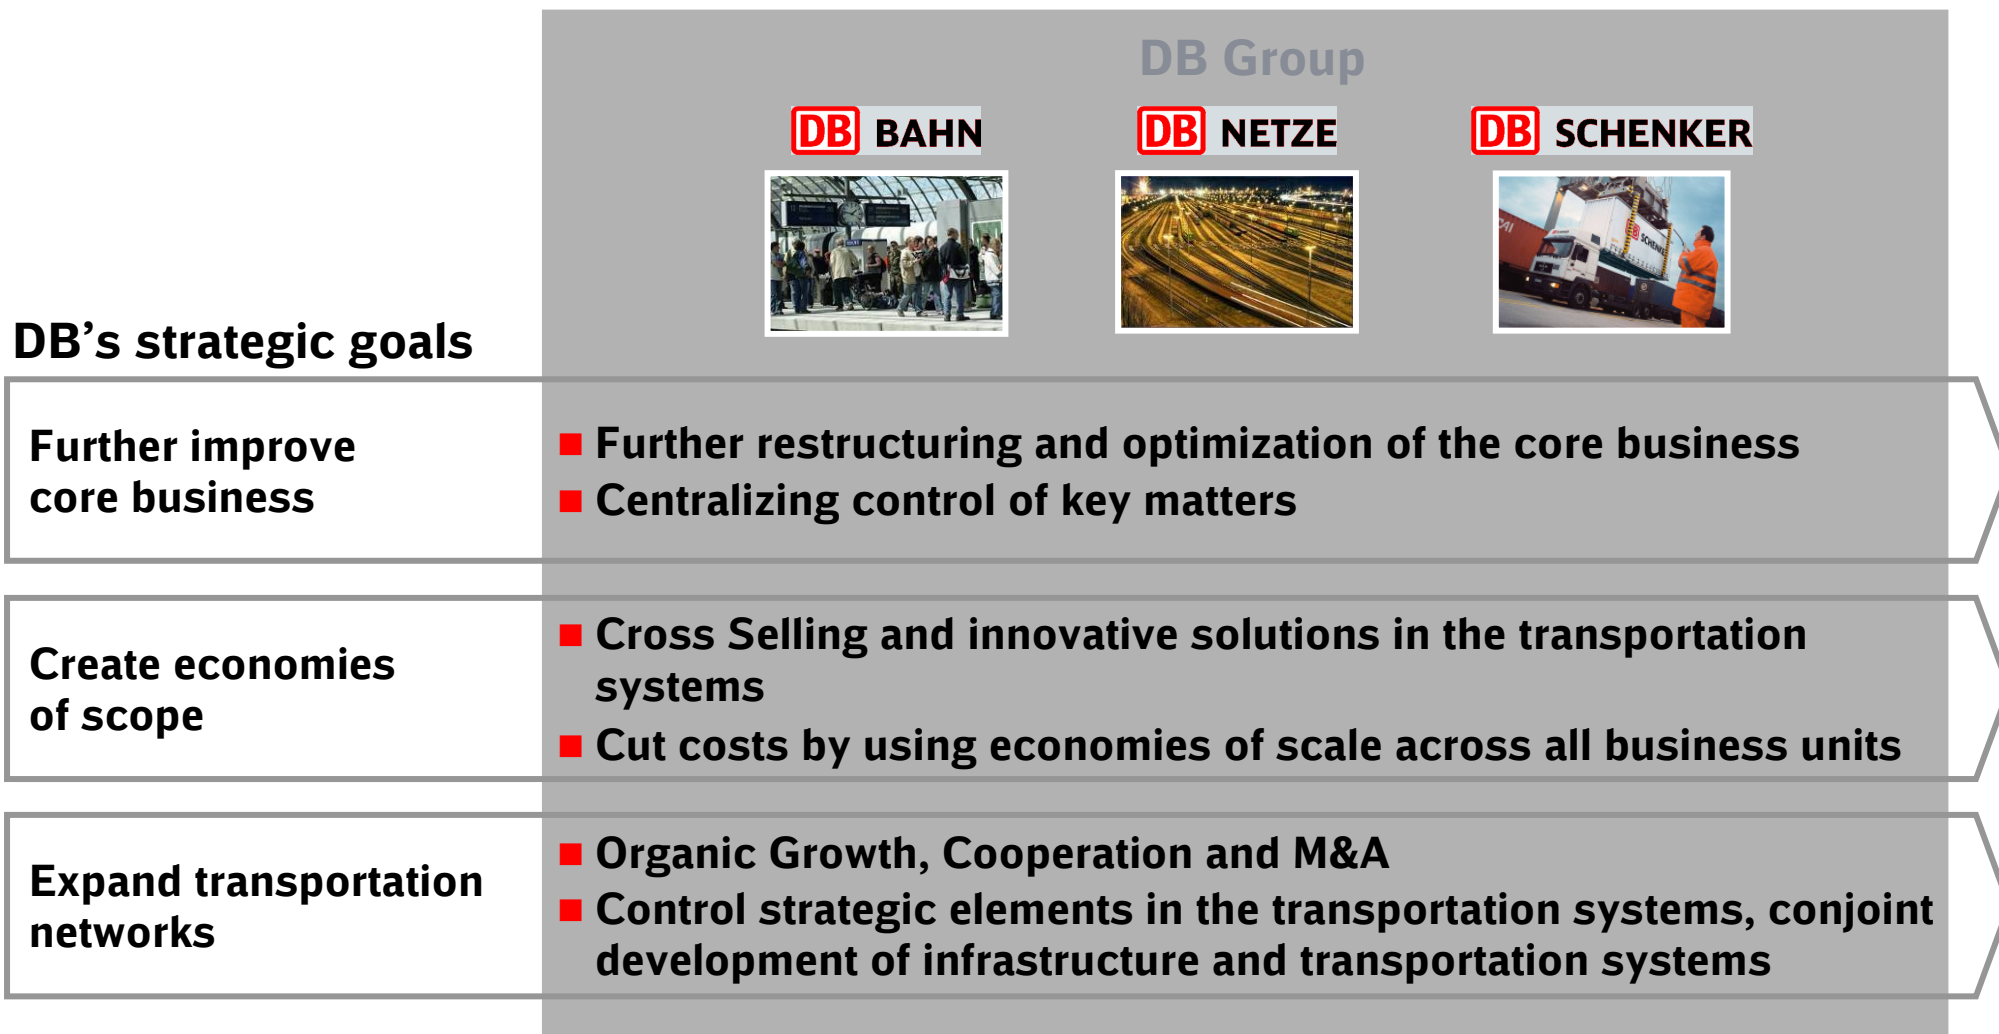 DB Group
DB BAHN
DB NETZE
DB SCHENKER
DB SCHENKER
DB's strategic goals
Further improve
core business
Further restructuring and optimization of the core business
Centralizing control of key matters
Create economies
of scope
Cross Selling and innovative solutions in the transportation
systems
Cut costs by using economies of scale across all business units
Expand transportation
networks
Organic Growth, Cooperation and M&A
Control strategic elements in the transportation systems, conjoint
development of infrastructure and transportation systems